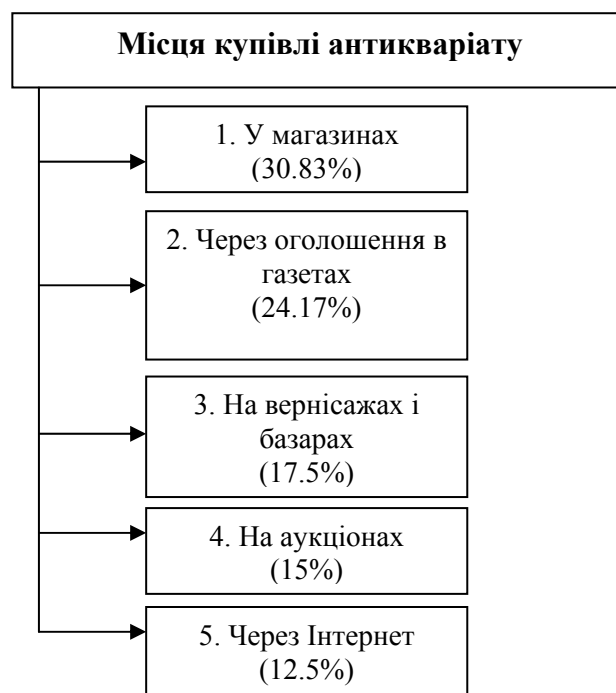 Місця купівлі антикваріату
1. У магазинах
(30.83%)
2. Через оголошення в
газетах
(24.17%)
3. На вернісажах і
базарах
(17.5%)
4. На аукціонах
(15%)
5. Через Інтернет
(12.5%)